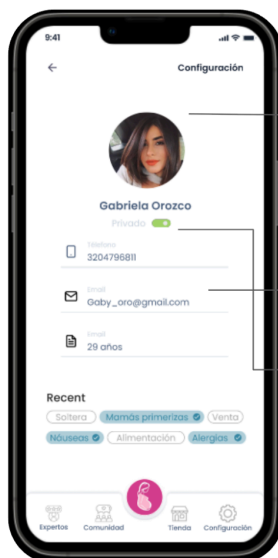 9:41
Configuración
Gabriela Orozco
Privado
Télefono
3204796811
Email
Gaby_oro@gmail.com
Email
29 años
Recent
Soltera Mamás primerizas Venta
Náuseas Alimentación Alergias
Expertos Comunidad Tienda Configuración